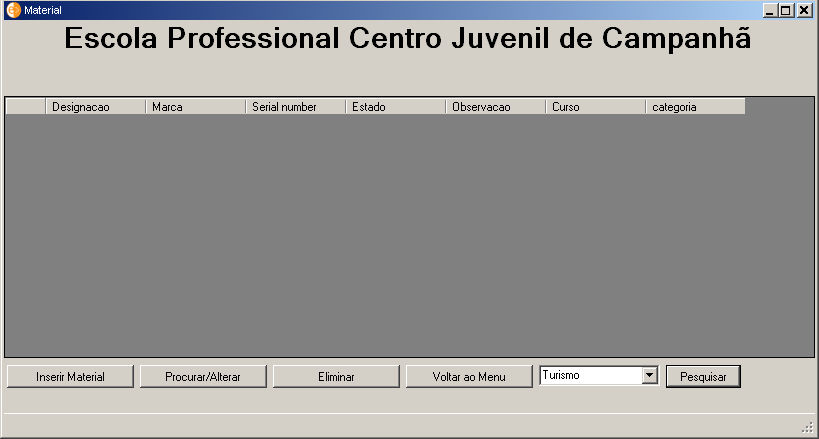 Material
Escola Professional Centro Juvenil de Campanhã
Designacao Marca Serial number Estado Observacao Curso categoria
Inserir Material Procurar/Alterar Eliminar Voltar ao Menu Turismo Pesquisar